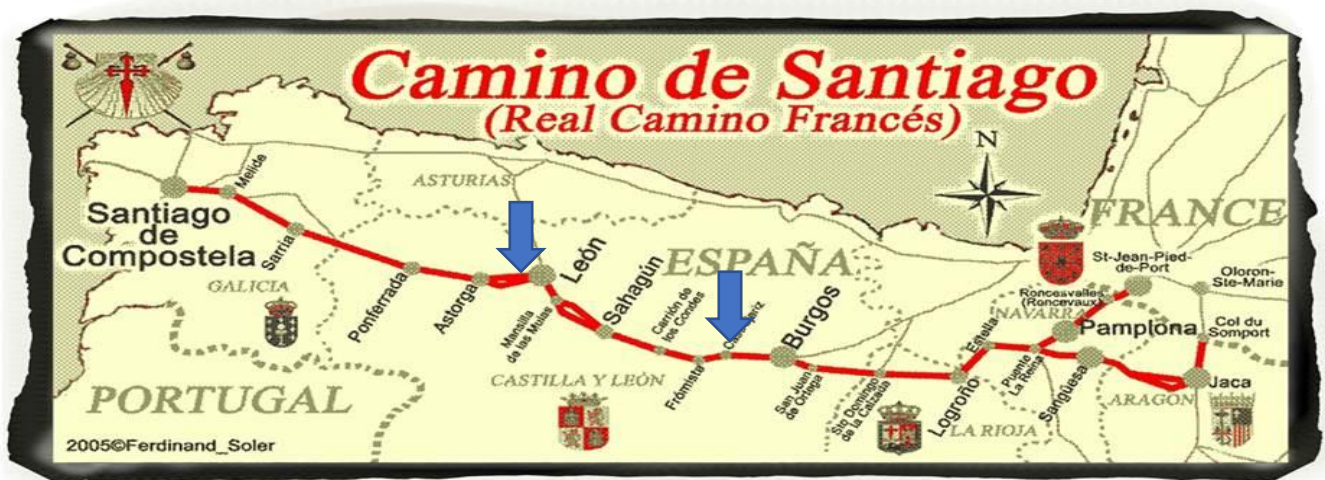 Camino de Santiago
(Real Camino Francés)
N
FRANCE
ESPAÑA
PORTUGAL
ASTURIAS
GALICIA
CASTILLA Y LEÓN
LA RIOJA
NAVARRA
ARAGON
Santiago
de
Compostela
Melide
Sarria
Ponferrada
Astorga
León
Mansilla
de las Mulas
Sahagún
Carrión de
los Condes
Frómista
Burgos
San Juan
de Ortega
Sto Domingo
de la Calzada
Logroño
Estella
Puente
La Reina
Pamplona
Roncesvalles
(Roncevaux)
St-Jean-Pied-
de-Port
Oloron-
Ste-Marie
Col du
Somport
Jaca
Sangüesa
2005©Ferdinand_Soler